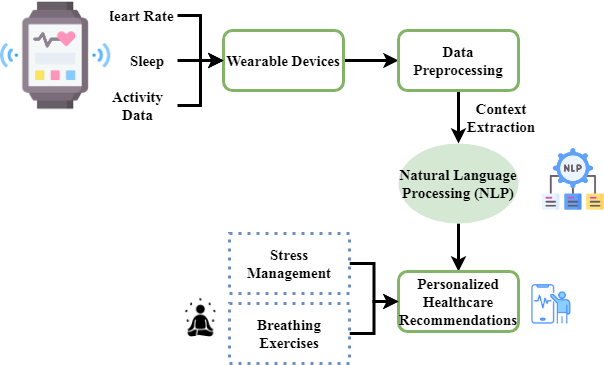 Heart Rate
Sleep
Activity
Data
Wearable Devices
Data
Preprocessing
Context
Extraction
Natural Language
Processing (NLP)
NLP
Stress
Management
Breathing
Exercises
Personalized
Healthcare
Recommendations